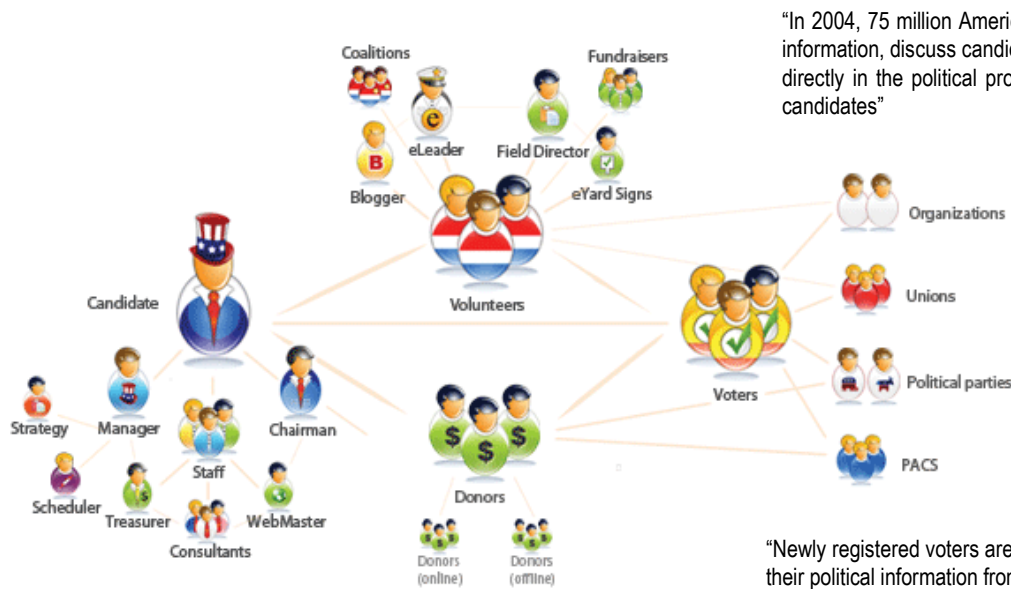 “In 2004, 75 million Ameri
information, discuss candid
directly in the political pro
candidates”
Coalitions
Fundraisers
eLeader
Field Director
Blogger
B
e
eYard Signs
Organizations
Candidate
Volunteers
Unions
Voters
Political parties
Strategy
Manager
Chairman
Staff
$ $ $
PACS
Scheduler
Treasurer
$
WebMaster
Donors
Consultants
$ $ $
$ $ $
Donors
(online)
Donors
(offline)
“Newly registered voters are
their political information from